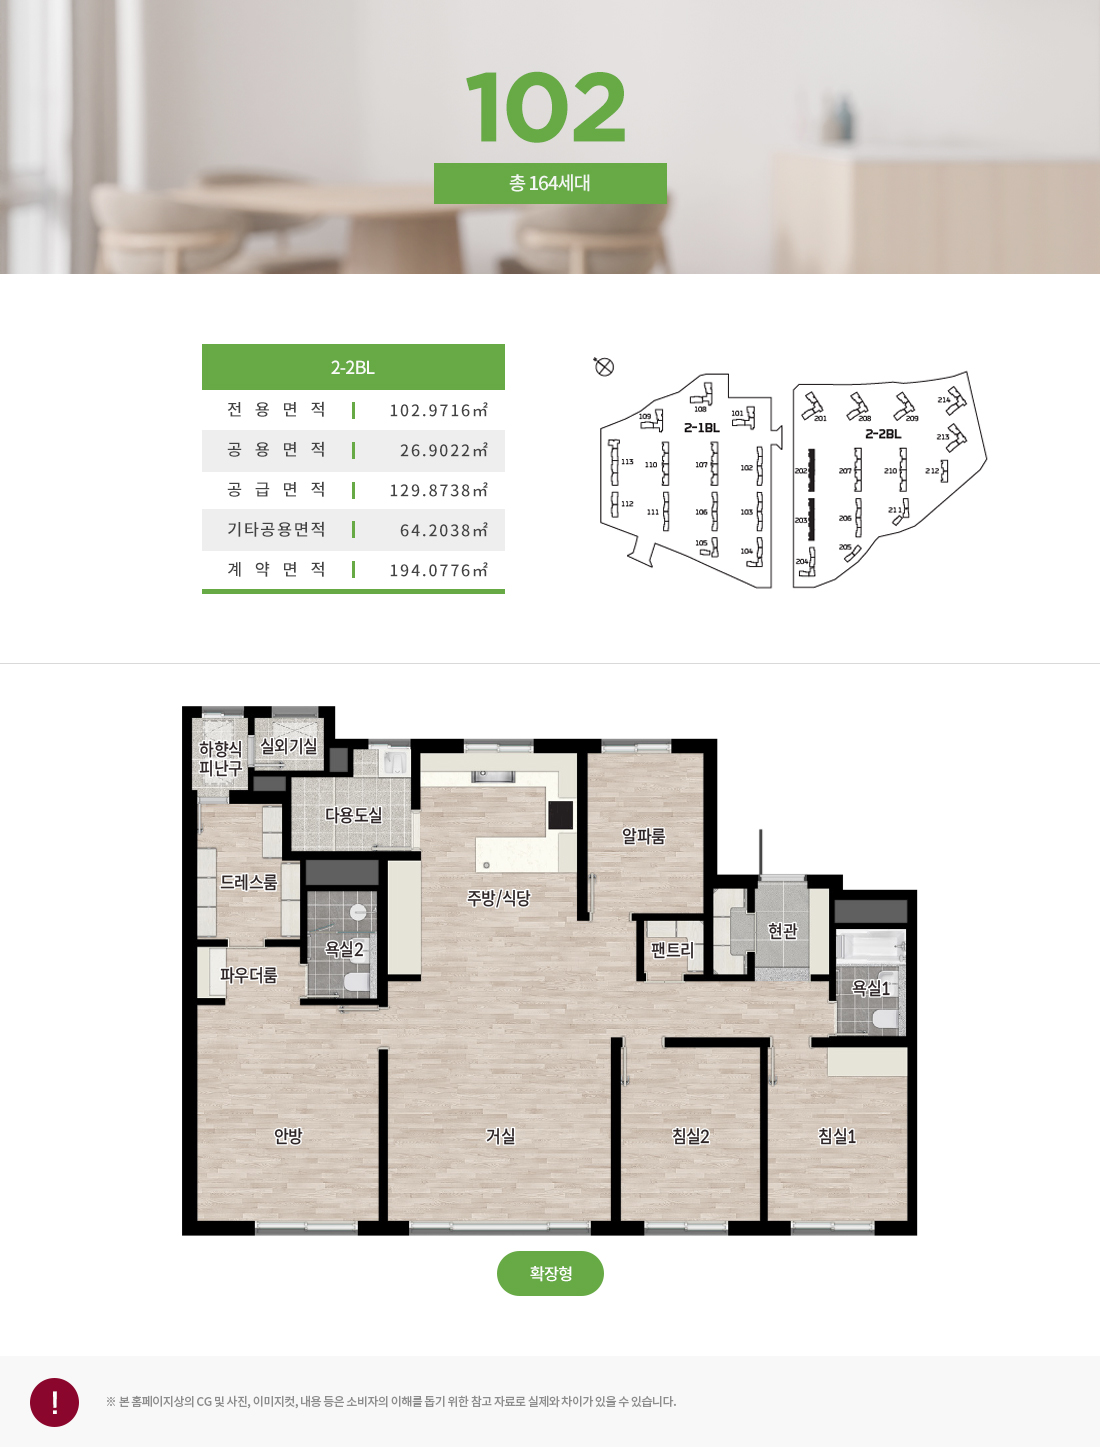 102
총 164세대
2-2BL
전 용 면 적 102.9716㎡
공 용 면 적 26.9022㎡
공 급 면 적 129.8738㎡
기타공용면적 64.2038㎡
계 약 면 적 194.0776㎡
108
109
101
2-1BL
113
110
107
102
112
111
106
103
105
104
201
208
209
214
2-2BL
213
202
207
210
212
203
206
211
204
205
하향식
피난구
실외기실
다용도실
알파룸
드레스룸
주방/식당
현관
욕실2
팬트리
파우더룸
욕실1
안방
거실
침실2
침실1
확장형
!
※ 본 홈페이지상의 CG 및 사진, 이미지컷, 내용 등은 소비자의 이해를 돕기 위한 참고 자료로 실제와 차이가 있을 수 있습니다.